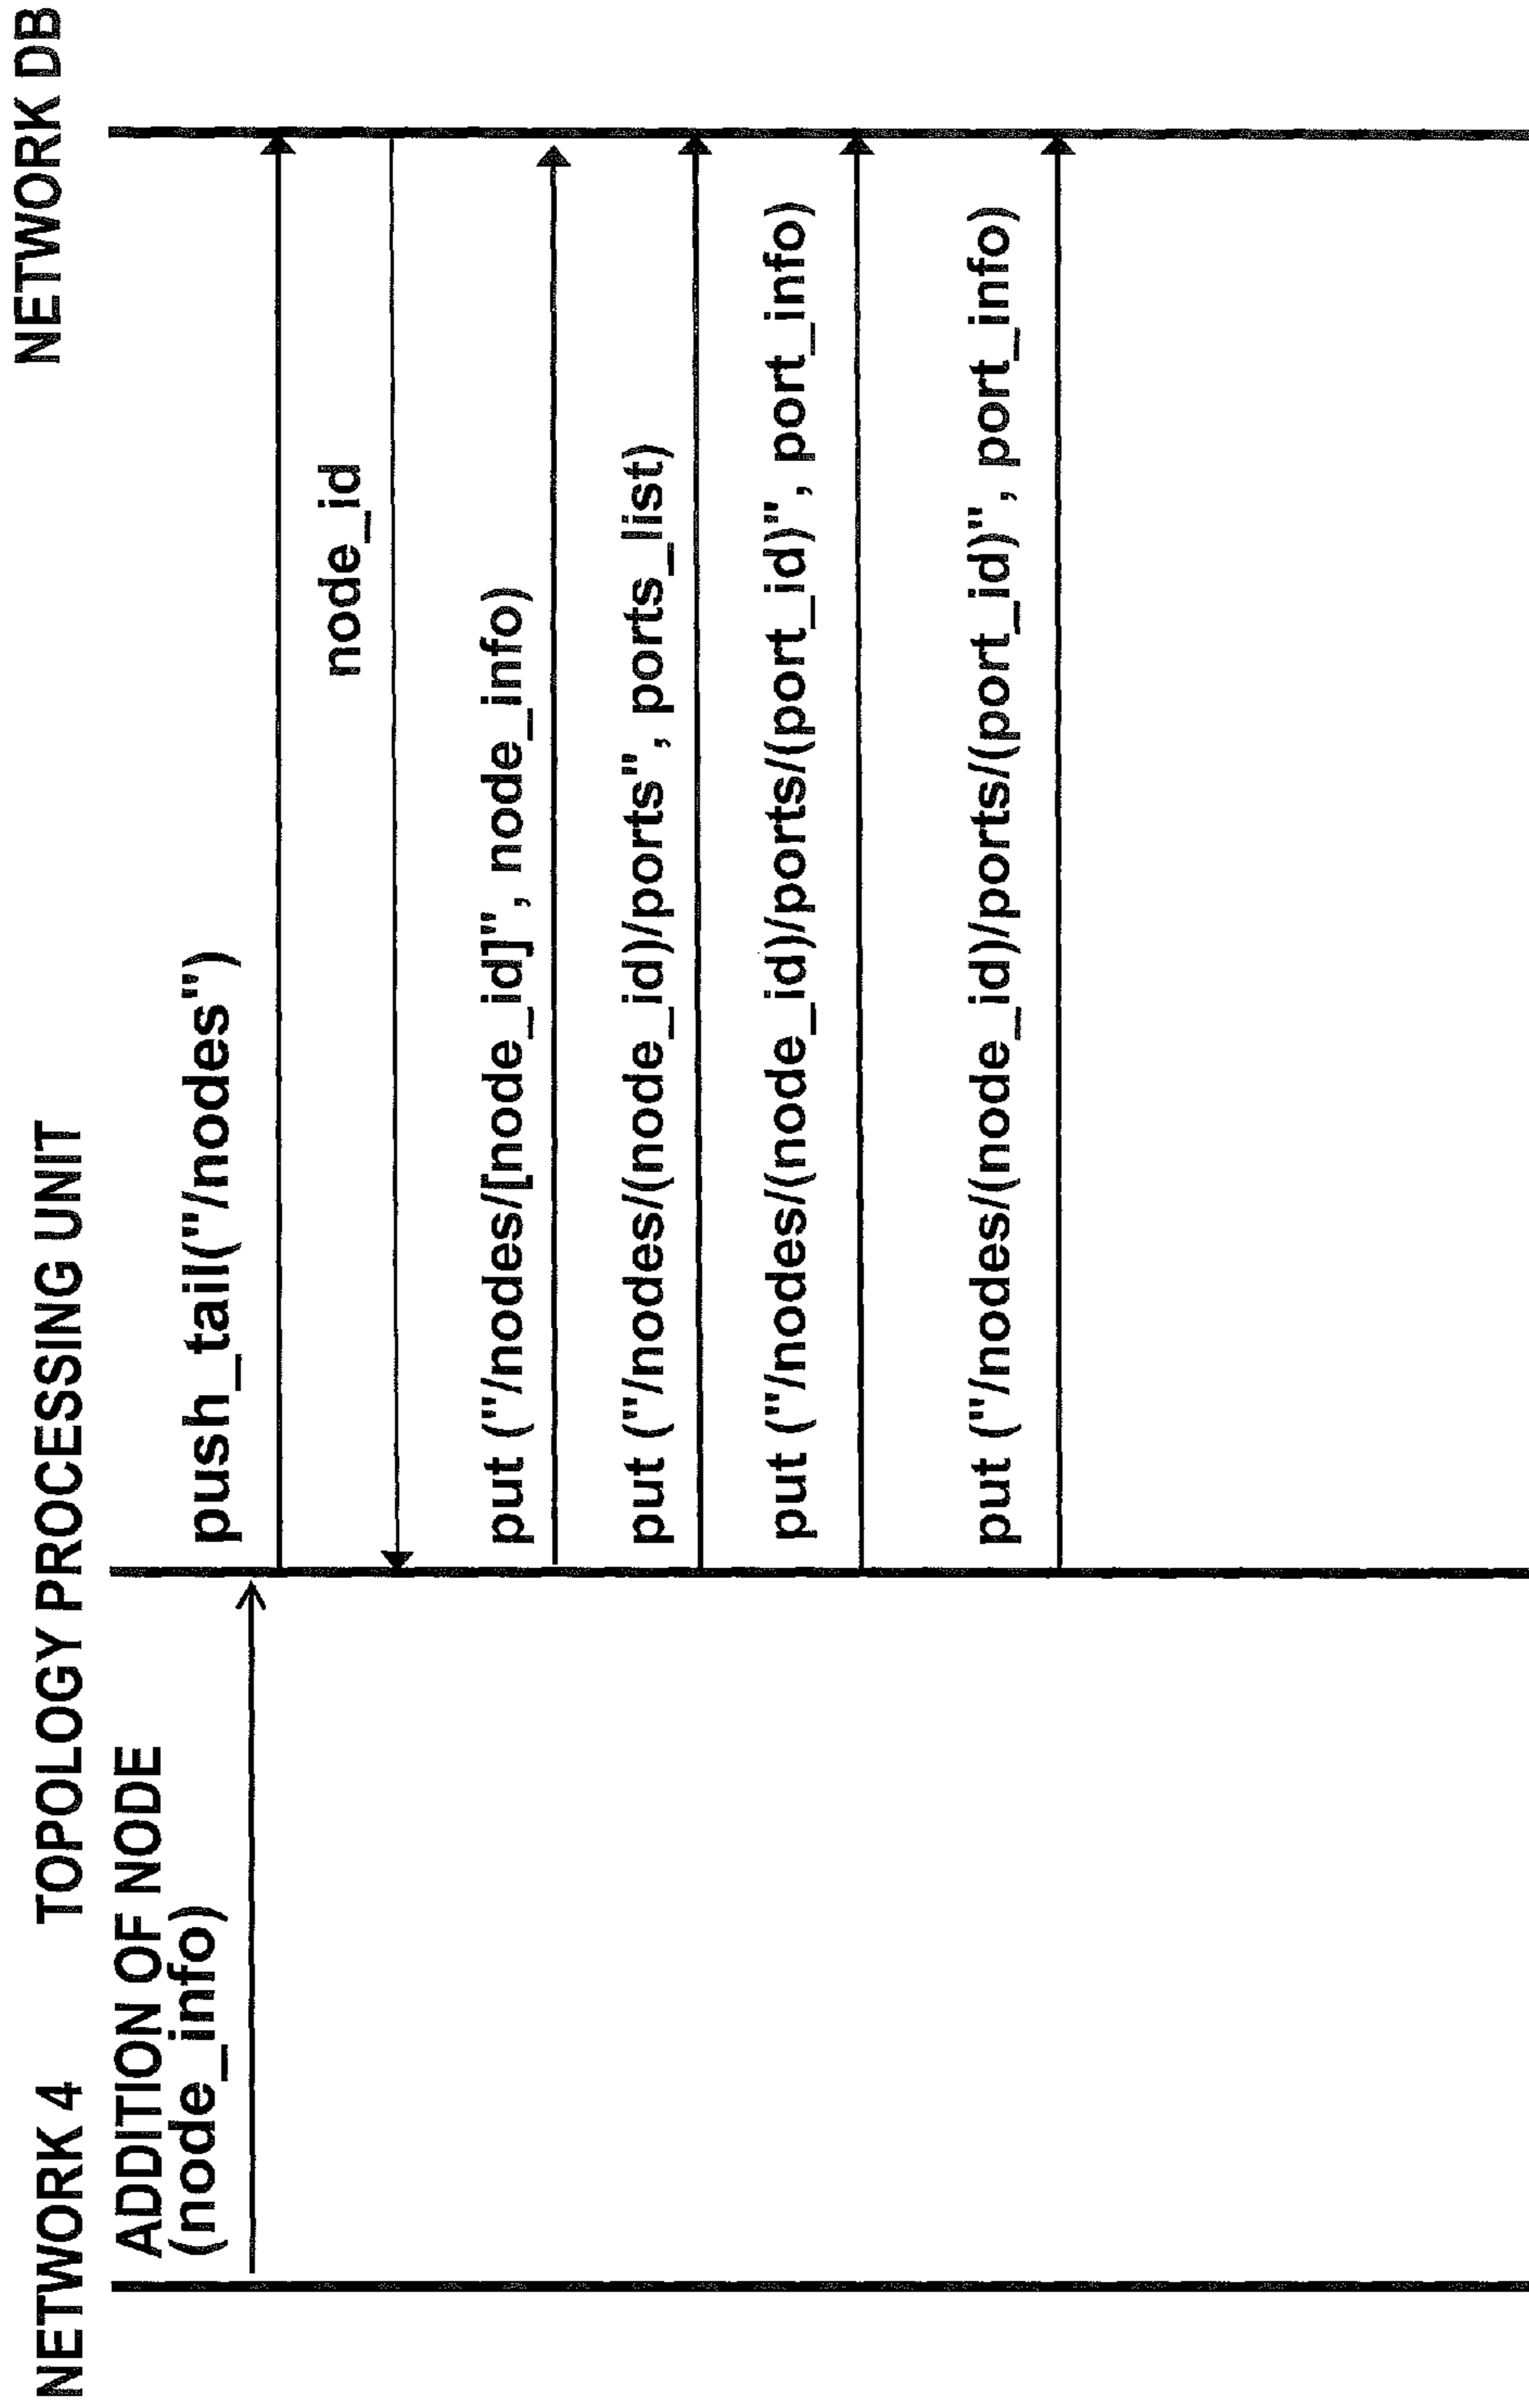 NETWORK 4
TOPOLOGY PROCESSING UNIT
NETWORK DB
ADDITION OF NODE
(node_info)
push_tail("/nodes")
node_id
put ("/nodes/[node_id]", node_info)
put ("/nodes/(node_id)/ports", ports_list)
put ("/nodes/(node_id)/ports/(port_id)", port_info)
put ("/nodes/(node_id)/ports/(port_id)", port_info)